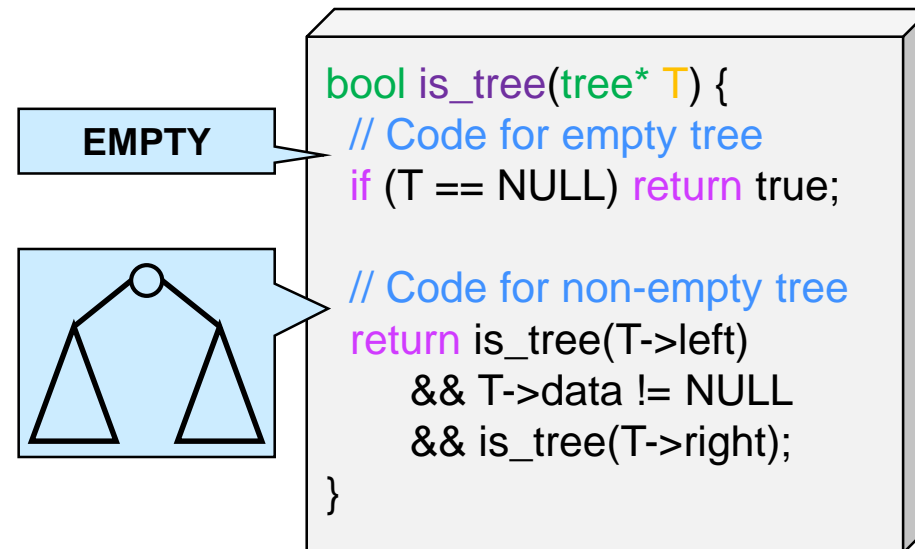 EMPTY
bool is_tree(tree* T) {
// Code for empty tree
if (T == NULL) return true;
// Code for non-empty tree
return is_tree(T->left)
&& T->data != NULL
&& is_tree(T->right);
}